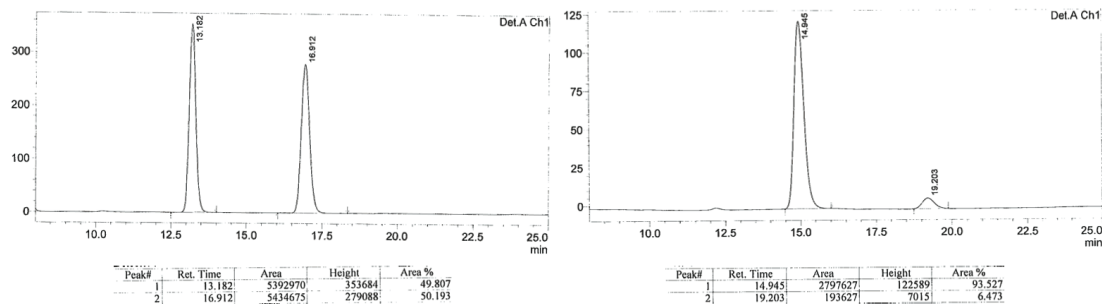 Det.A Ch1
13.182
16.912
300
200
100
0
10.0 12.5 15.0 17.5 20.0 22.5 25.0
min
Peak# Ret. Time Area Height Area %
1 13.182 5392970 353684 49.807
2 16.912 5434675 279088 50.193
125
Det.A Ch1
14.945
100
75
50
25
19.203
0
10.0 12.5 15.0 17.5 20.0 22.5 25.0
min
Peak# Ret. Time Area Height Area %
1 14.945 2797627 122589 93.527
2 19.203 193627 7015 6.473